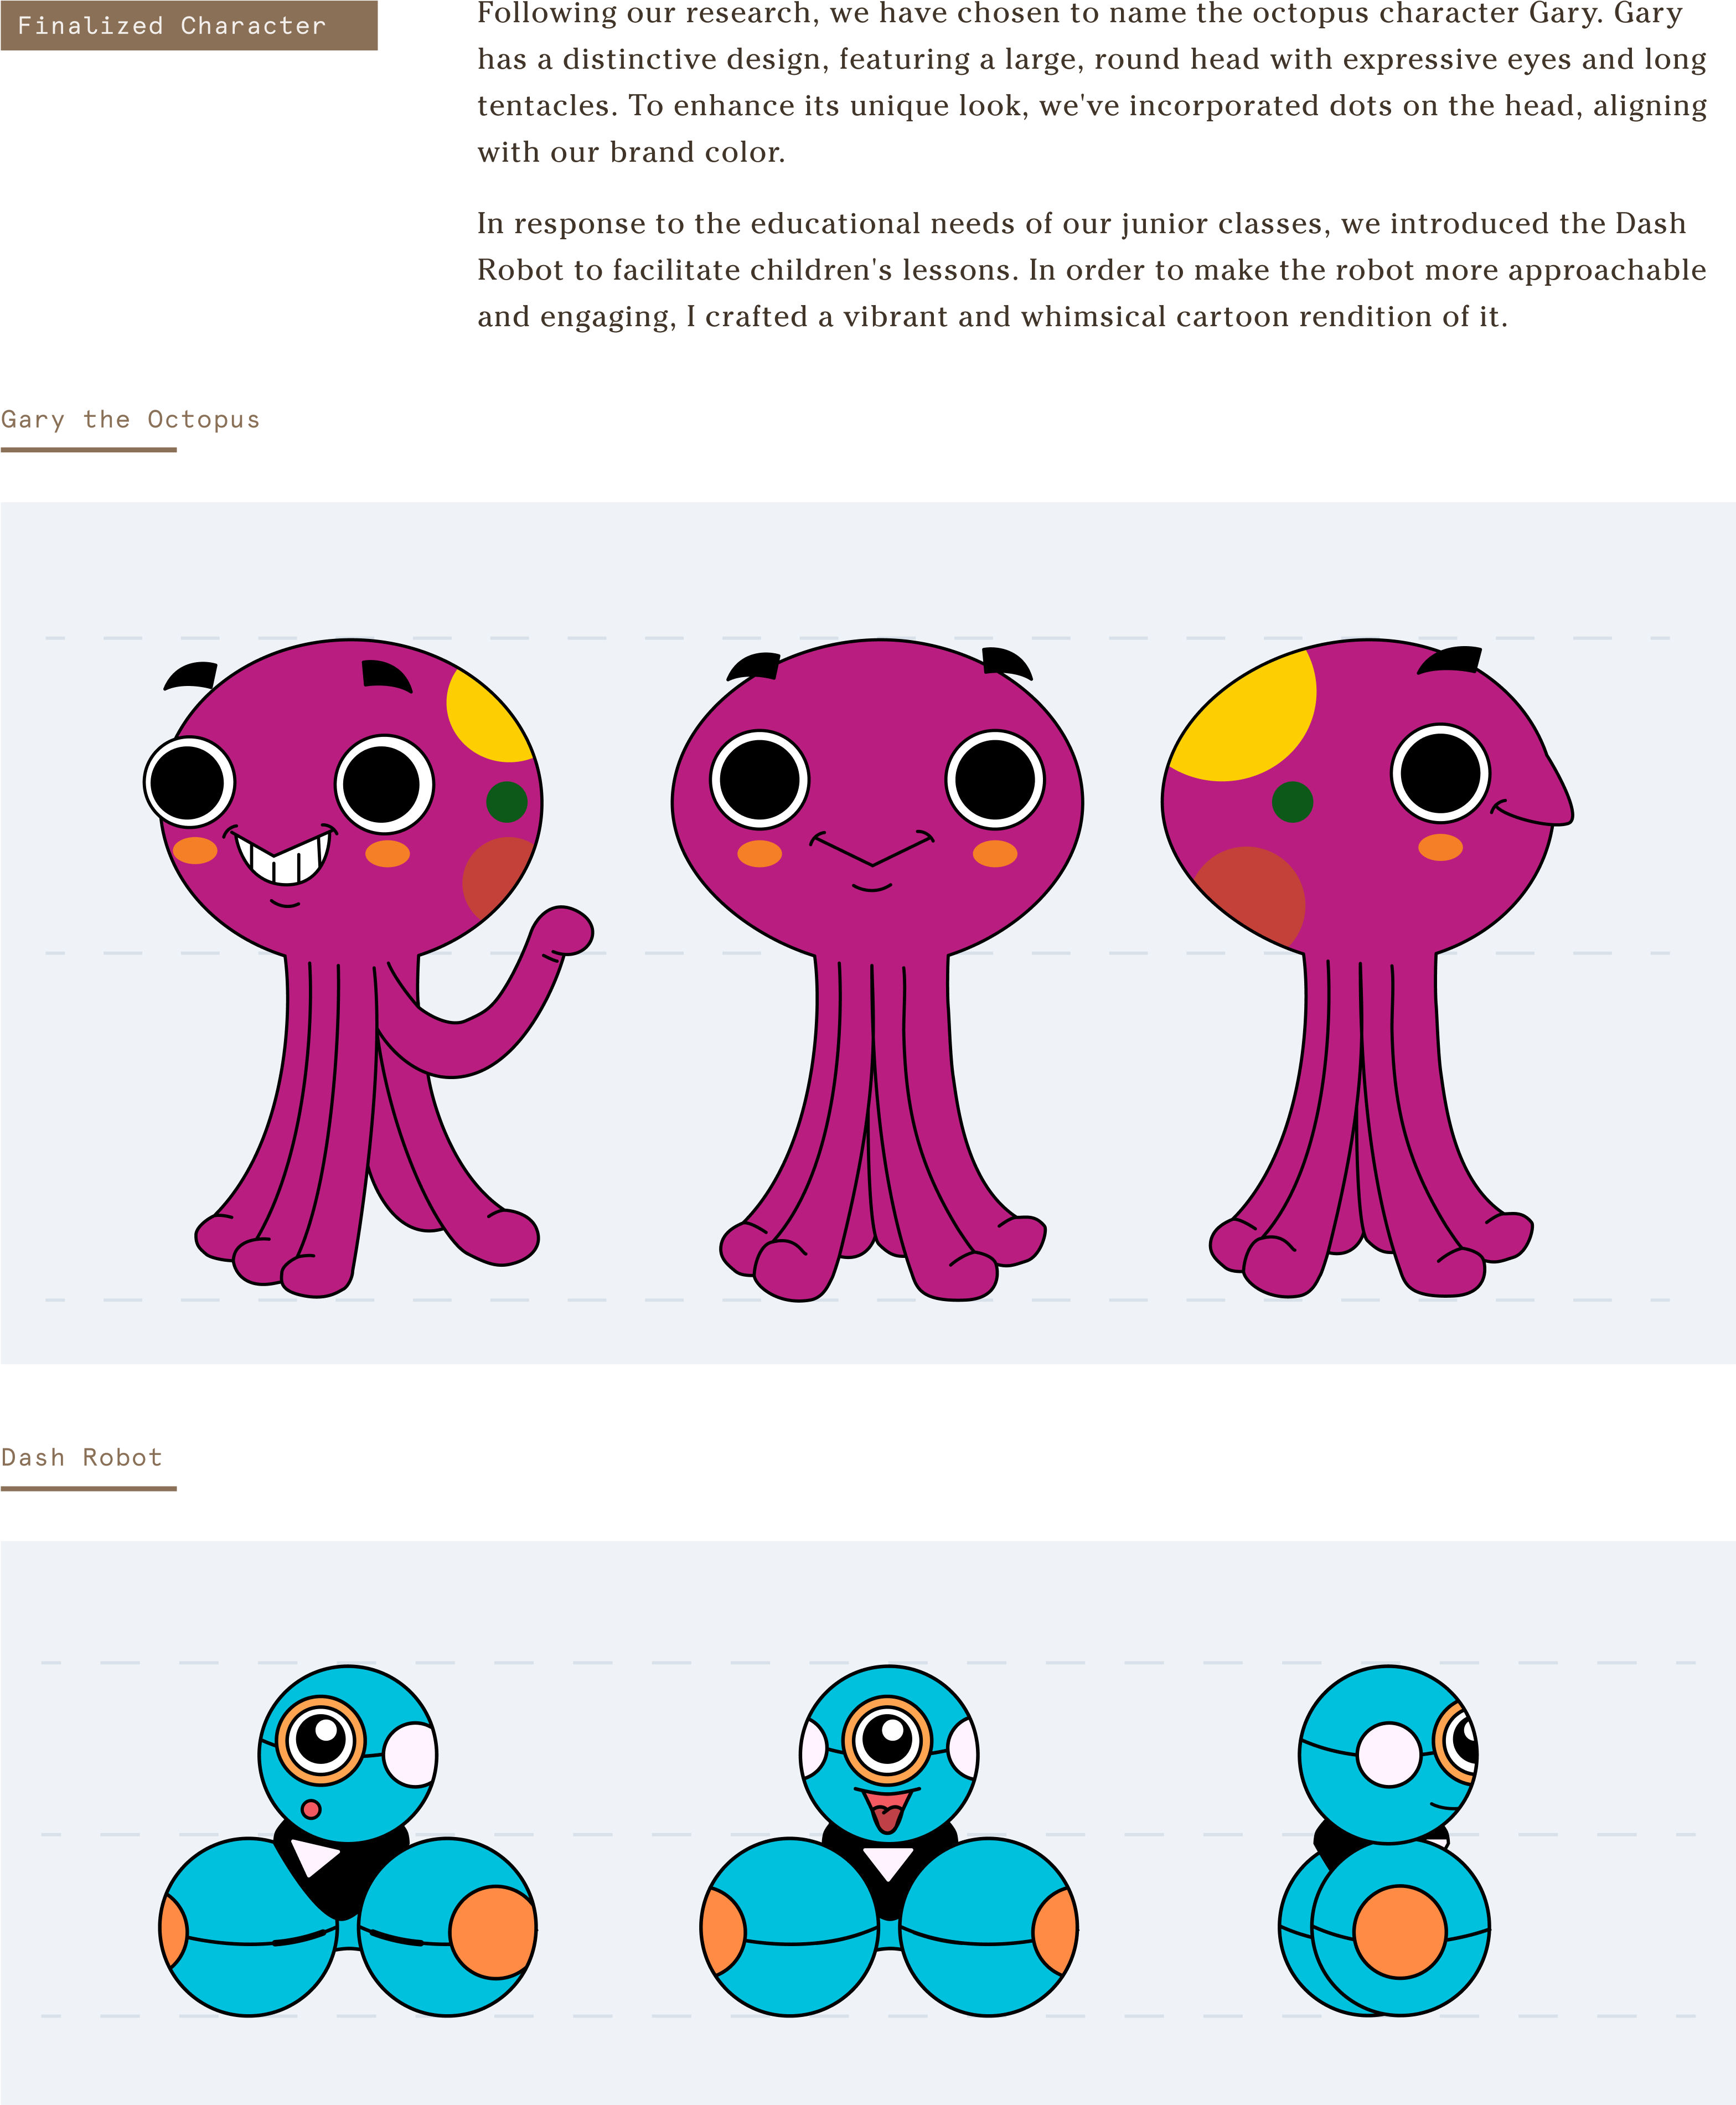 Finalized Character
Following our research, we have chosen to name the octopus character Gary. Gary
has a distinctive design, featuring a large, round head with expressive eyes and long
tentacles. To enhance its unique look, we've incorporated dots on the head, aligning
with our brand color.
In response to the educational needs of our junior classes, we introduced the Dash
Robot to facilitate children's lessons. In order to make the robot more approachable
and engaging, I crafted a vibrant and whimsical cartoon rendition of it.
Gary the Octopus
Dash Robot